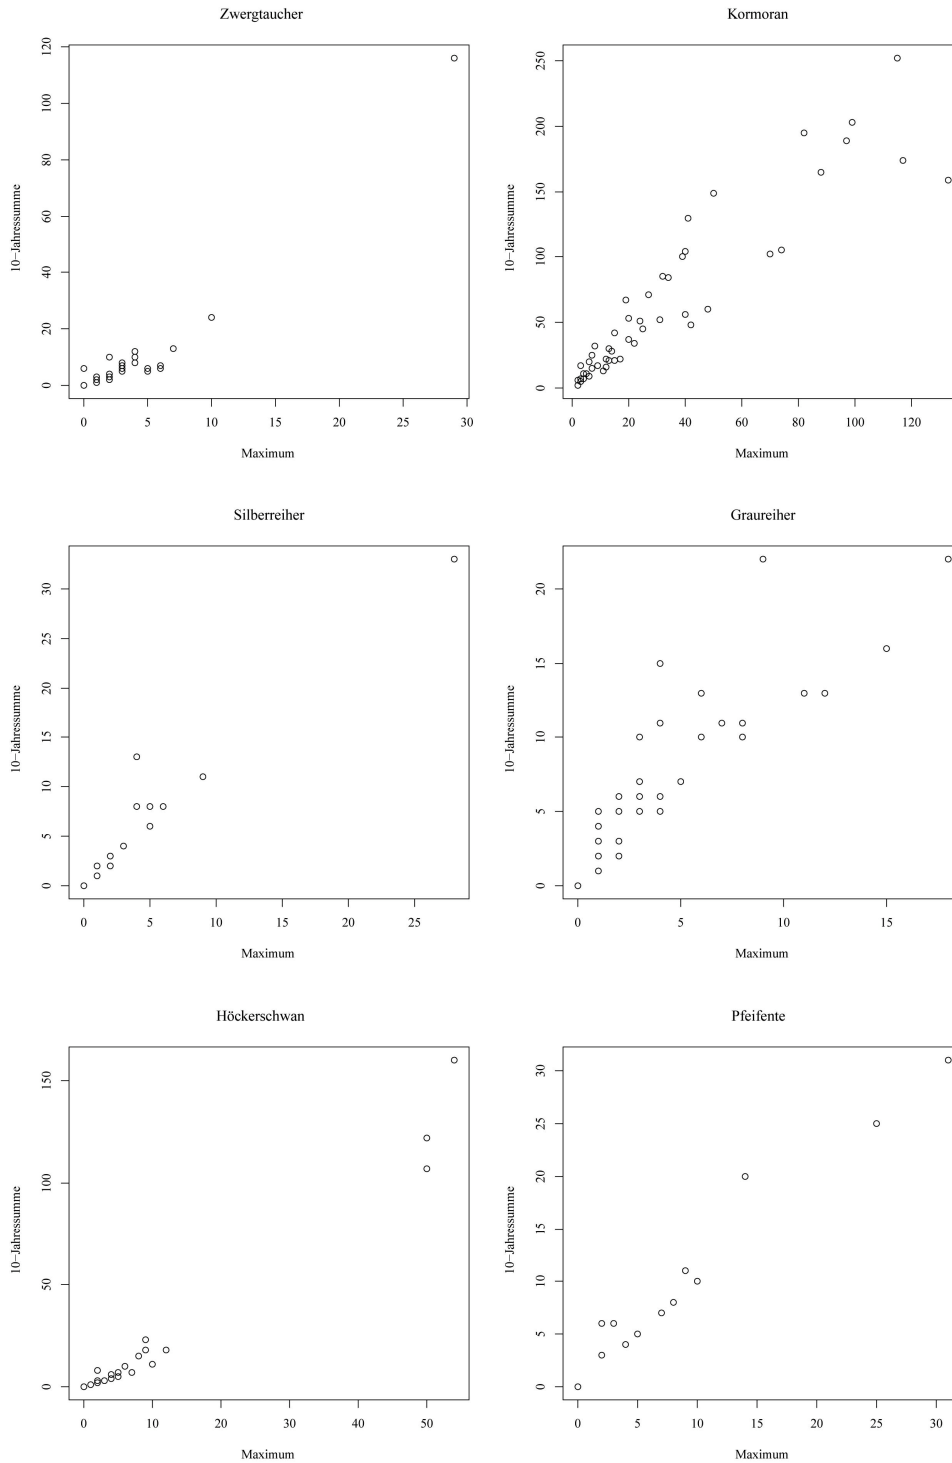 Zwergtaucher
120
100
80
60
40
20
0
10−Jahressumme
0 5 10 15 20 25 30
Maximum
Kormoran
250
200
150
100
50
0
10−Jahressumme
0 20 40 60 80 100 120
Maximum
Silberreiher
30
25
20
15
10
5
0
10−Jahressumme
0 5 10 15 20 25
Maximum
Graureiher
20
15
10
5
0
10−Jahressumme
0 5 10 15
Maximum
Höckerschwan
150
100
50
0
10−Jahressumme
0 10 20 30 40 50
Maximum
Pfeifente
30
25
20
15
10
5
0
10−Jahressumme
0 5 10 15 20 25 30
Maximum